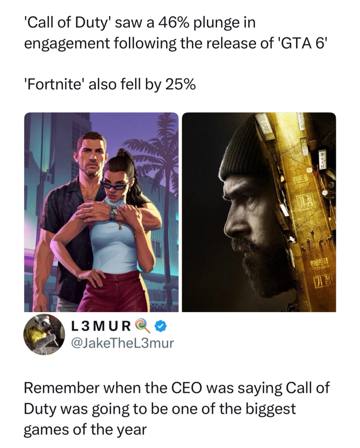 'Call of Duty' saw a 46% plunge in
engagement following the release of 'GTA 6'
'Fortnite' also fell by 25%
L3MUR
@JakeTheL3mur
Remember when the CEO was saying Call of
Duty was going to be one of the biggest
games of the year